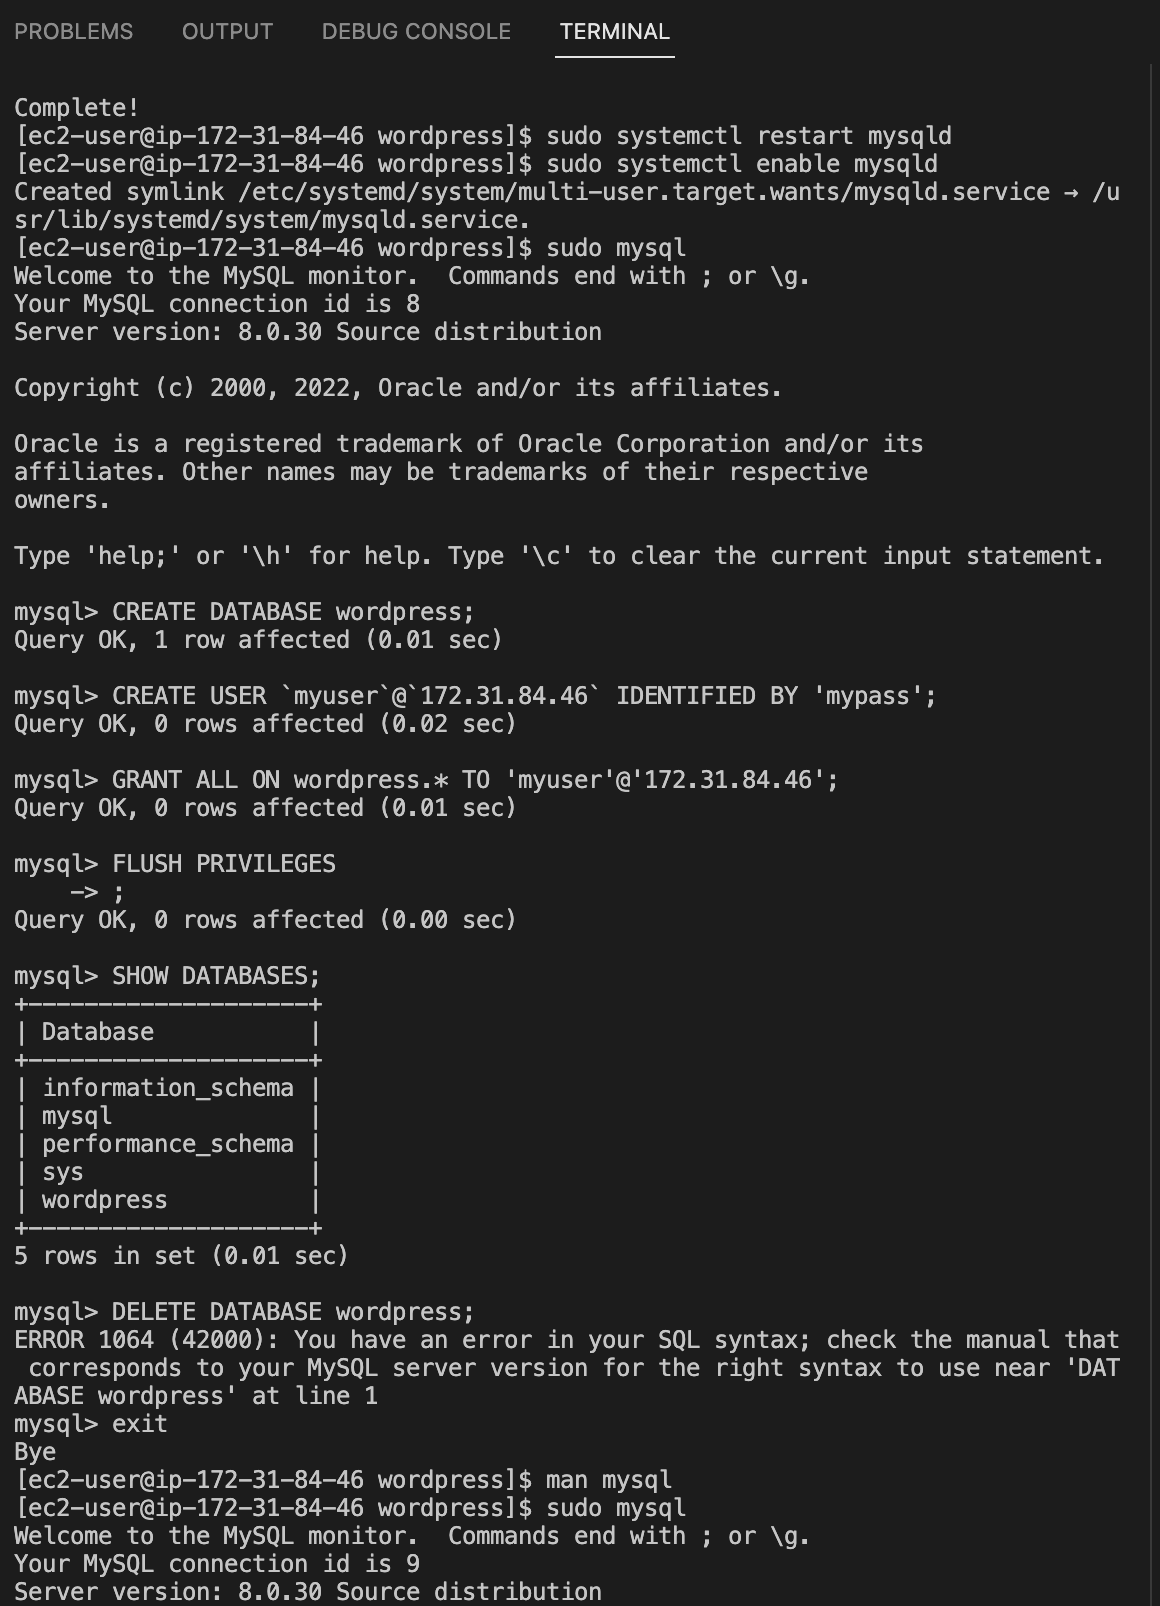 PROBLEMS OUTPUT DEBUG CONSOLE TERMINAL
Complete!
[ec2-user@ip-172-31-84-46 wordpress]$ sudo systemctl restart mysqld
[ec2-user@ip-172-31-84-46 wordpress]$ sudo systemctl enable mysqld
Created symlink /etc/systemd/system/multi-user.target.wants/mysqld.service → /u
sr/lib/systemd/system/mysqld.service.
[ec2-user@ip-172-31-84-46 wordpress]$ sudo mysql
Welcome to the MySQL monitor.  Commands end with ; or \g.
Your MySQL connection id is 8
Server version: 8.0.30 Source distribution
Copyright (c) 2000, 2022, Oracle and/or its affiliates.
Oracle is a registered trademark of Oracle Corporation and/or its
affiliates. Other names may be trademarks of their respective
owners.
Type 'help;' or '\h' for help. Type '\c' to clear the current input statement.
mysql> CREATE DATABASE wordpress;
Query OK, 1 row affected (0.01 sec)
mysql> CREATE USER `myuser`@`172.31.84.46` IDENTIFIED BY 'mypass';
Query OK, 0 rows affected (0.02 sec)
mysql> GRANT ALL ON wordpress.* TO 'myuser'@'172.31.84.46';
Query OK, 0 rows affected (0.01 sec)
mysql> FLUSH PRIVILEGES
    -> ;
Query OK, 0 rows affected (0.00 sec)
mysql> SHOW DATABASES;
+--------------------+
| Database           |
+--------------------+
| information_schema |
| mysql              |
| performance_schema |
| sys                |
| wordpress          |
+--------------------+
5 rows in set (0.01 sec)
mysql> DELETE DATABASE wordpress;
ERROR 1064 (42000): You have an error in your SQL syntax; check the manual that
 corresponds to your MySQL server version for the right syntax to use near 'DAT
ABASE wordpress' at line 1
mysql> exit
Bye
[ec2-user@ip-172-31-84-46 wordpress]$ man mysql
[ec2-user@ip-172-31-84-46 wordpress]$ sudo mysql
Welcome to the MySQL monitor.  Commands end with ; or \g.
Your MySQL connection id is 9
Server version: 8.0.30 Source distribution